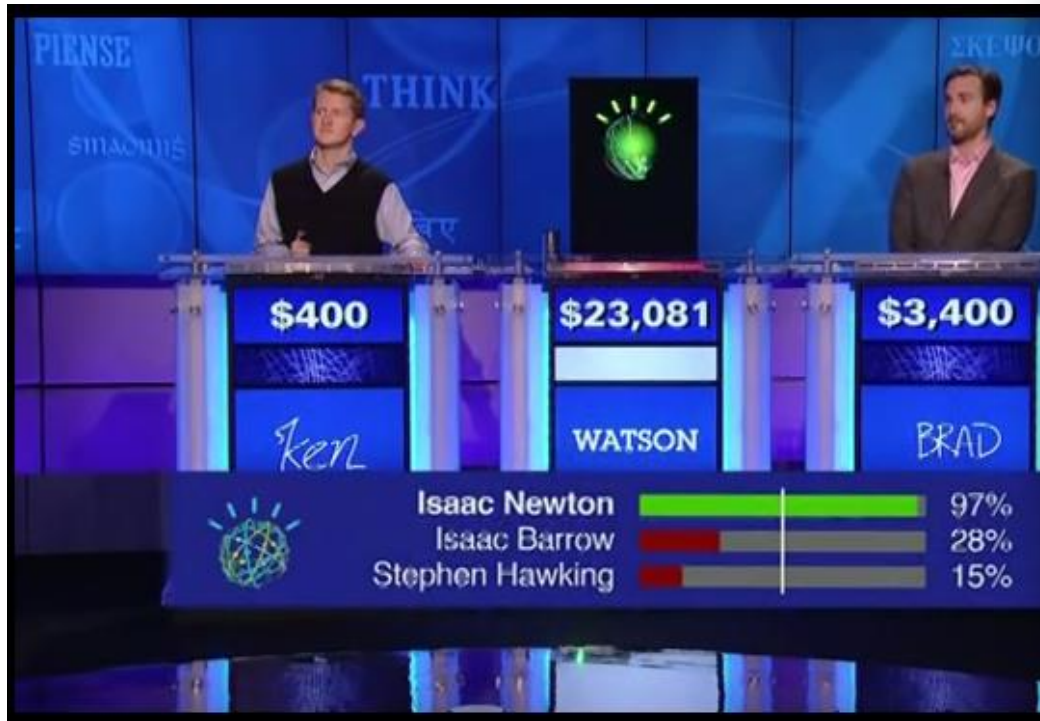 PIENSE
THINK
$400
$23,081
$3,400
Ken
WATSON
BRAD
Isaac Newton 97%
Isaac Barrow 28%
Stephen Hawking 15%